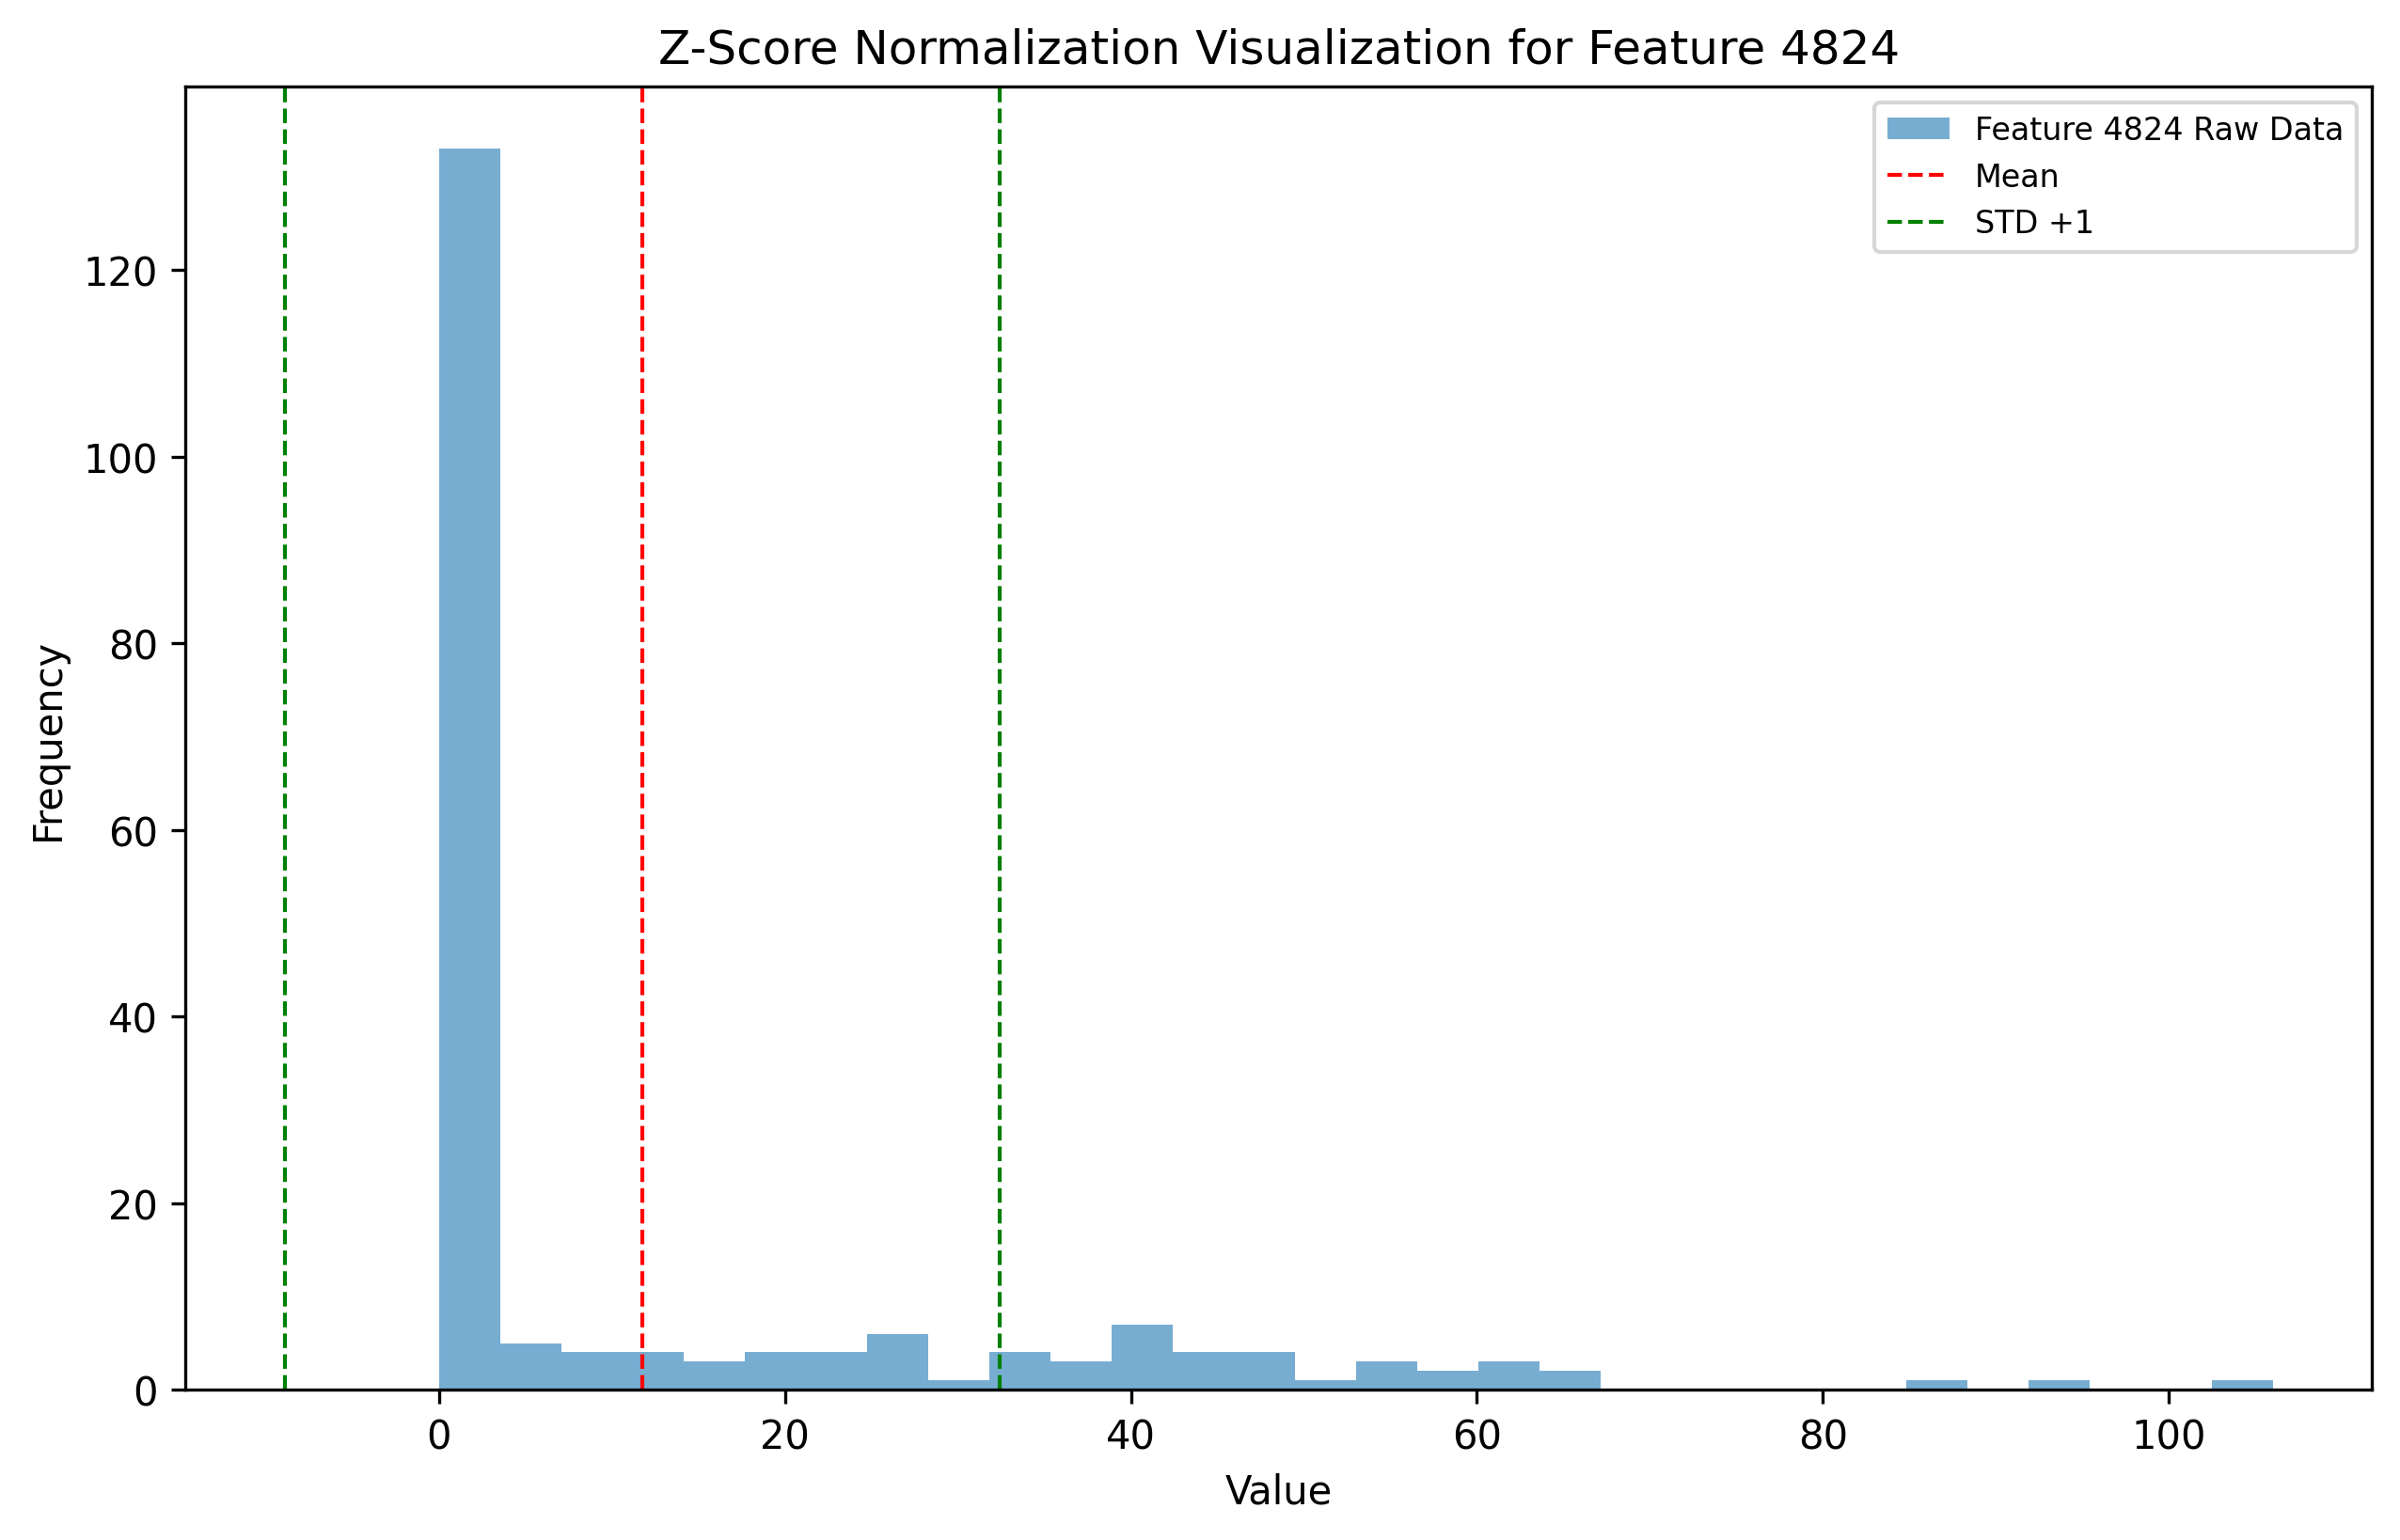 Z-Score Normalization Visualization for Feature 4824
Feature 4824 Raw Data
Mean
STD +1
120
100
80
60
40
20
0
Frequency
0 20 40 60 80 100
Value